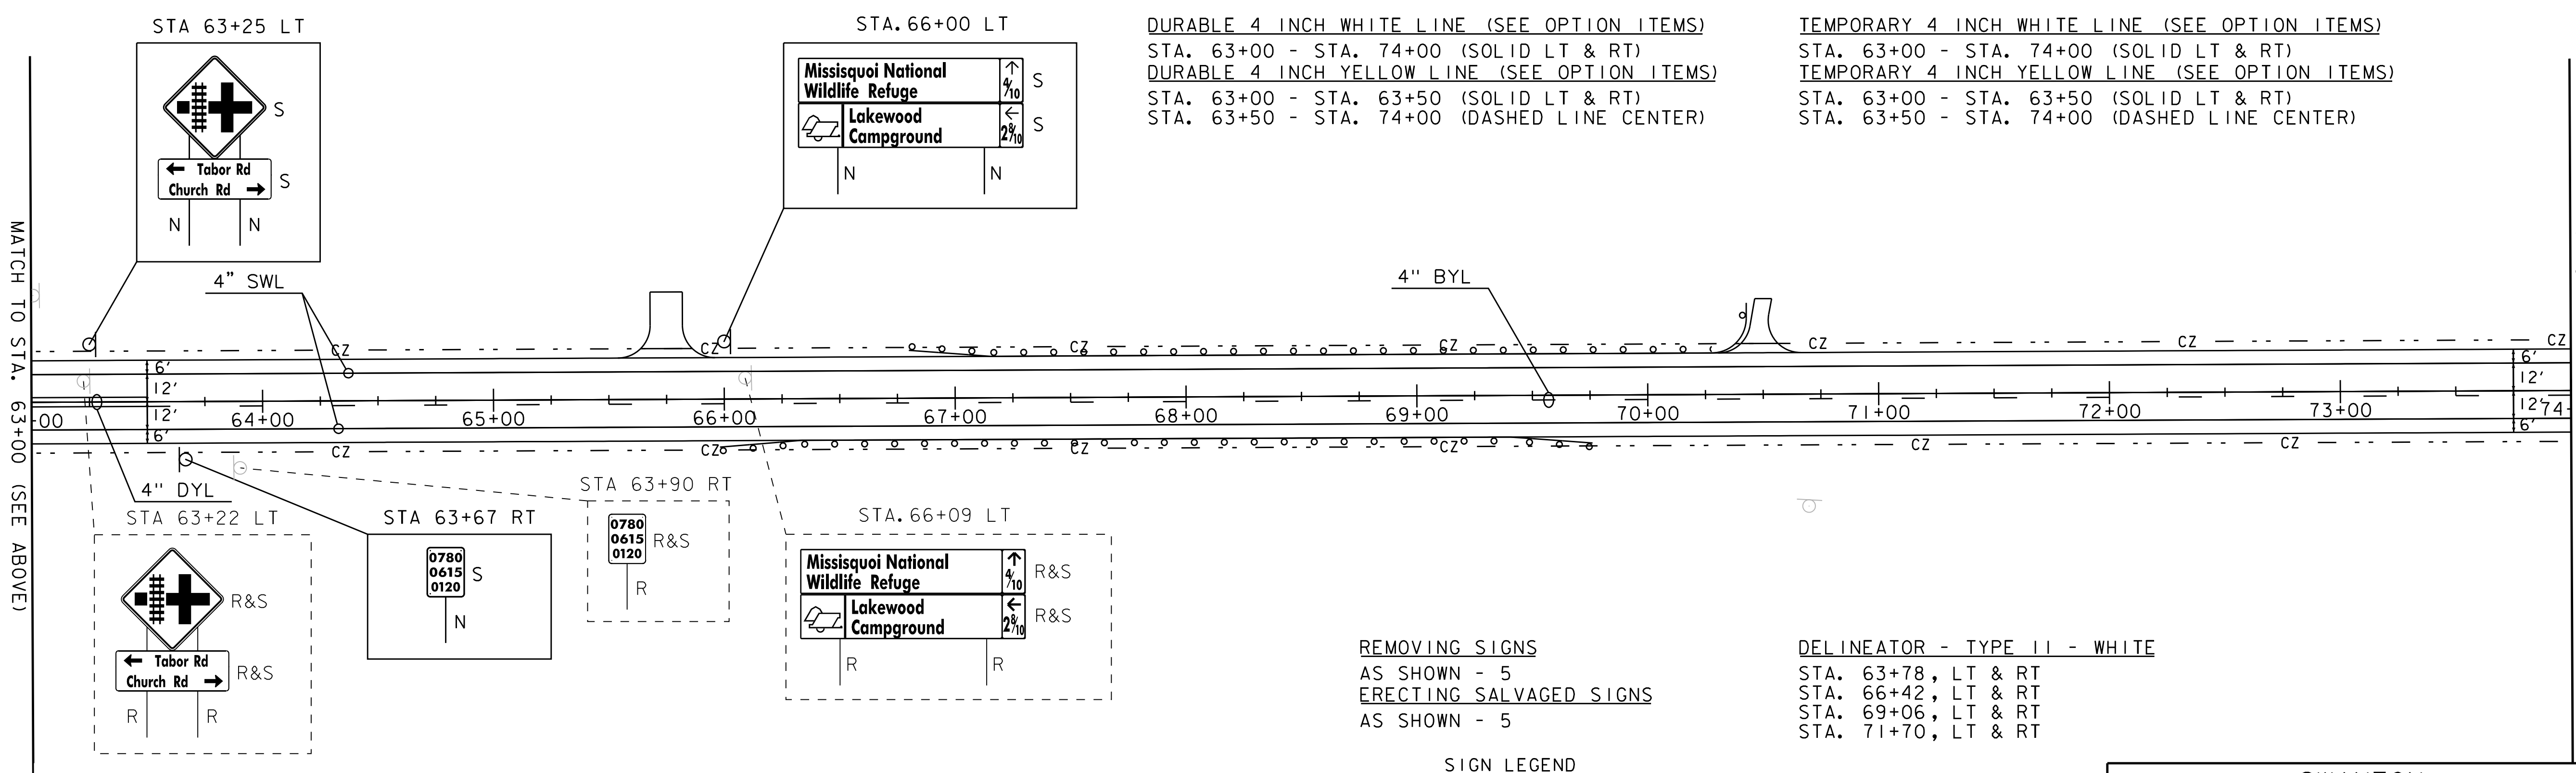 STA 63+25 LT
S
← Tabor Rd
Church Rd →
S
N N
STA. 66+00 LT
Missisquoi National
Wildlife Refuge
↑
4/10
S
Lakewood
Campground
←
2 8/10
S
N N
DURABLE 4 INCH WHITE LINE (SEE OPTION ITEMS)
STA. 63+00 - STA. 74+00 (SOLID LT & RT)
DURABLE 4 INCH YELLOW LINE (SEE OPTION ITEMS)
STA. 63+00 - STA. 63+50 (SOLID LT & RT)
STA. 63+50 - STA. 74+00 (DASHED LINE CENTER)
TEMPORARY 4 INCH WHITE LINE (SEE OPTION ITEMS)
STA. 63+00 - STA. 74+00 (SOLID LT & RT)
TEMPORARY 4 INCH YELLOW LINE (SEE OPTION ITEMS)
STA. 63+00 - STA. 63+50 (SOLID LT & RT)
STA. 63+50 - STA. 74+00 (DASHED LINE CENTER)
MATCH TO STA. 63+00 (SEE ABOVE)
4" SWL
4" BYL
CZ CZ CZ CZ CZ CZ CZ
6'
12'
12'
6'
6'
12'
12'
6'
+00 64+00 65+00 66+00 67+00 68+00 69+00 70+00 71+00 72+00 73+00 74
CZ CZ CZ CZ CZ CZ
4" DYL
STA 63+22 LT
R&S
← Tabor Rd
Church Rd →
R&S
R R
STA 63+67 RT
0780
0615
0120
S
N
STA 63+90 RT
0780
0615
0120
R&S
R
STA. 66+09 LT
Missisquoi National
Wildlife Refuge
↑
4/10
R&S
Lakewood
Campground
←
2 8/10
R&S
R R
REMOVING SIGNS
AS SHOWN - 5
ERECTING SALVAGED SIGNS
AS SHOWN - 5
DELINEATOR - TYPE II - WHITE
STA. 63+78, LT & RT
STA. 66+42, LT & RT
STA. 69+06, LT & RT
STA. 71+70, LT & RT
SIGN LEGEND